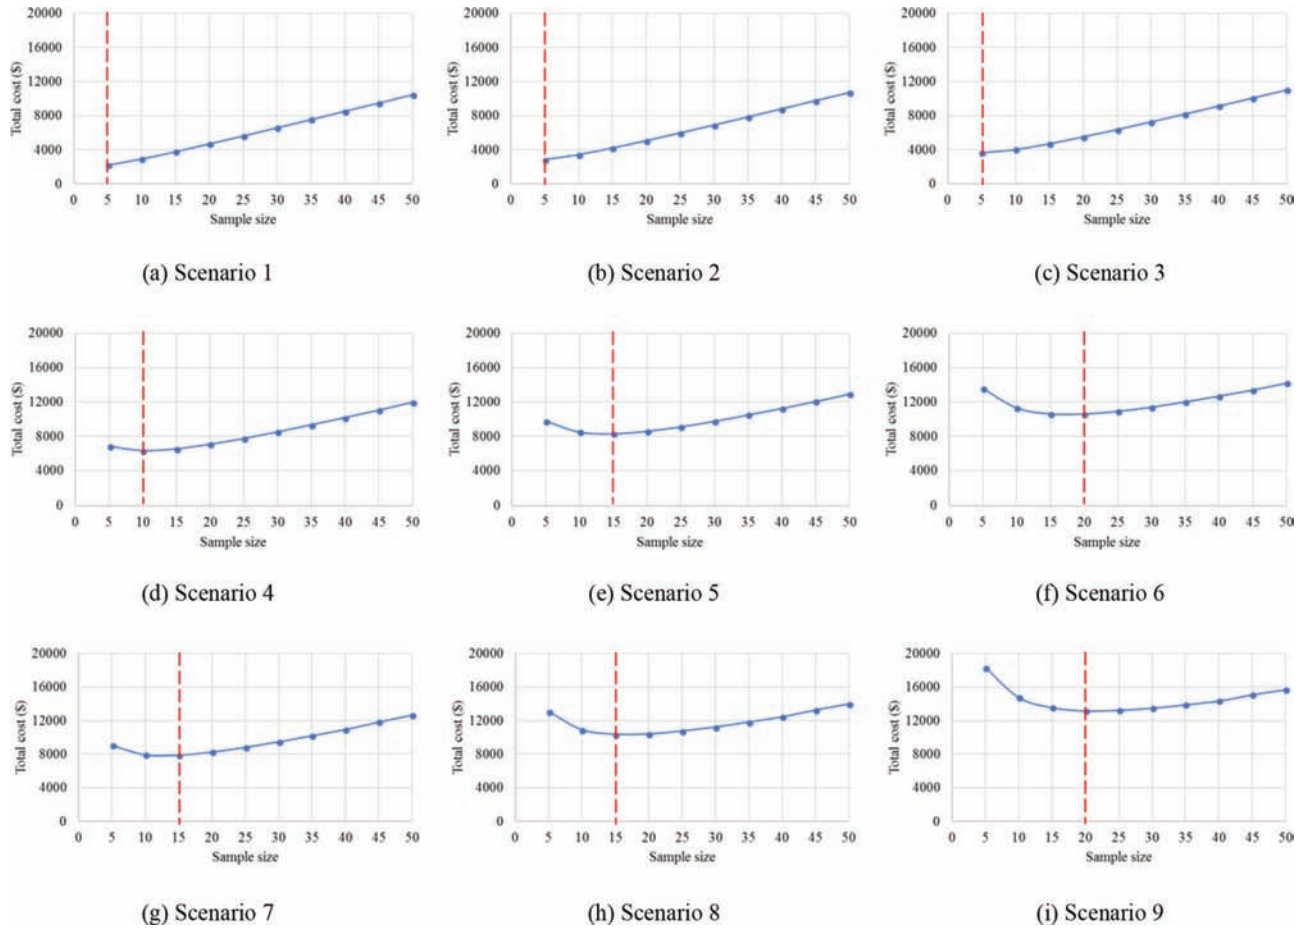 20000 20000 20000
16000 16000 16000
12000 12000 12000
8000 8000 8000
4000 4000 4000
0 0 0
Total cost ($) Total cost ($) Total cost ($)
0 5 10 15 20 25 30 35 40 45 50 0 5 10 15 20 25 30 35 40 45 50 0 5 10 15 20 25 30 35 40 45 50
Sample size Sample size Sample size
(a) Scenario 1 (b) Scenario 2 (c) Scenario 3
20000 20000 20000
16000 16000 16000
12000 12000 12000
8000 8000 8000
4000 4000 4000
0 0 0
Total cost ($) Total cost ($) Total cost ($)
0 5 10 15 20 25 30 35 40 45 50 0 5 10 15 20 25 30 35 40 45 50 0 5 10 15 20 25 30 35 40 45 50
Sample size Sample size Sample size
(d) Scenario 4 (e) Scenario 5 (f) Scenario 6
20000 20000 20000
16000 16000 16000
12000 12000 12000
8000 8000 8000
4000 4000 4000
0 0 0
Total cost ($) Total cost ($) Total cost ($)
0 5 10 15 20 25 30 35 40 45 50 0 5 10 15 20 25 30 35 40 45 50 0 5 10 15 20 25 30 35 40 45 50
Sample size Sample size Sample size
(g) Scenario 7 (h) Scenario 8 (i) Scenario 9